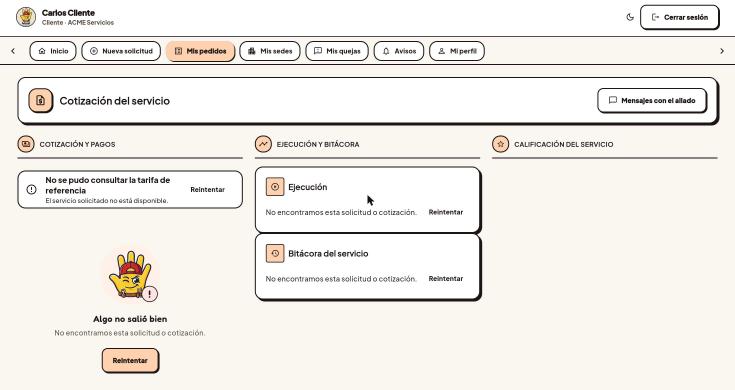 Carlos Cliente
Cliente · ACME Servicios
Cerrar sesión
Inicio
Nueva solicitud
Mis pedidos
Mis sedes
Mis quejas
Avisos
Mi perfil
Cotización del servicio
Mensajes con el aliado
COTIZACIÓN Y PAGOS
No se pudo consultar la tarifa de
referencia
El servicio solicitado no está disponible.
Reintentar
Algo no salió bien
No encontramos esta solicitud o cotización.
Reintentar
EJECUCIÓN Y BITÁCORA
Ejecución
No encontramos esta solicitud o cotización.
Reintentar
Bitácora del servicio
No encontramos esta solicitud o cotización.
Reintentar
CALIFICACIÓN DEL SERVICIO